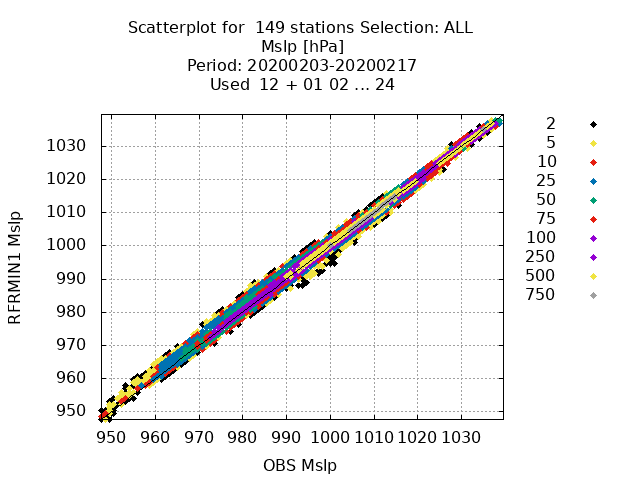 Scatterplot for  149 stations Selection: ALL
Mslp [hPa]
Period: 20200203-20200217
Used  12 + 01 02 ... 24
RFRMIN1 Mslp
1030
1020
1010
1000
990
980
970
960
950
950 960 970 980 990 1000 1010 1020 1030
OBS Mslp
2
5
10
25
50
75
100
250
500
750